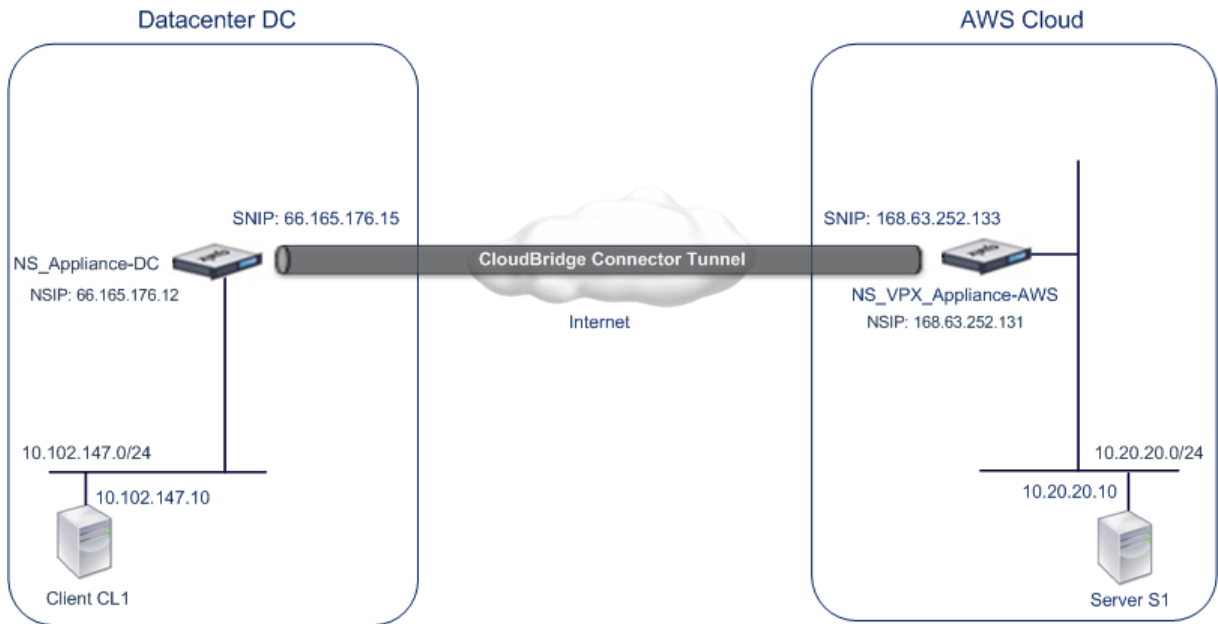 Datacenter DC
AWS Cloud
SNIP: 66.165.176.15
SNIP: 168.63.252.133
NS_Appliance-DC
CloudBridge Connector Tunnel
NSIP: 66.165.176.12
NS_VPX_Appliance-AWS
Internet
NSIP: 168.63.252.131
10.102.147.0/24
10.20.20.0/24
10.102.147.10
10.20.20.10
Client CL1
Server S1